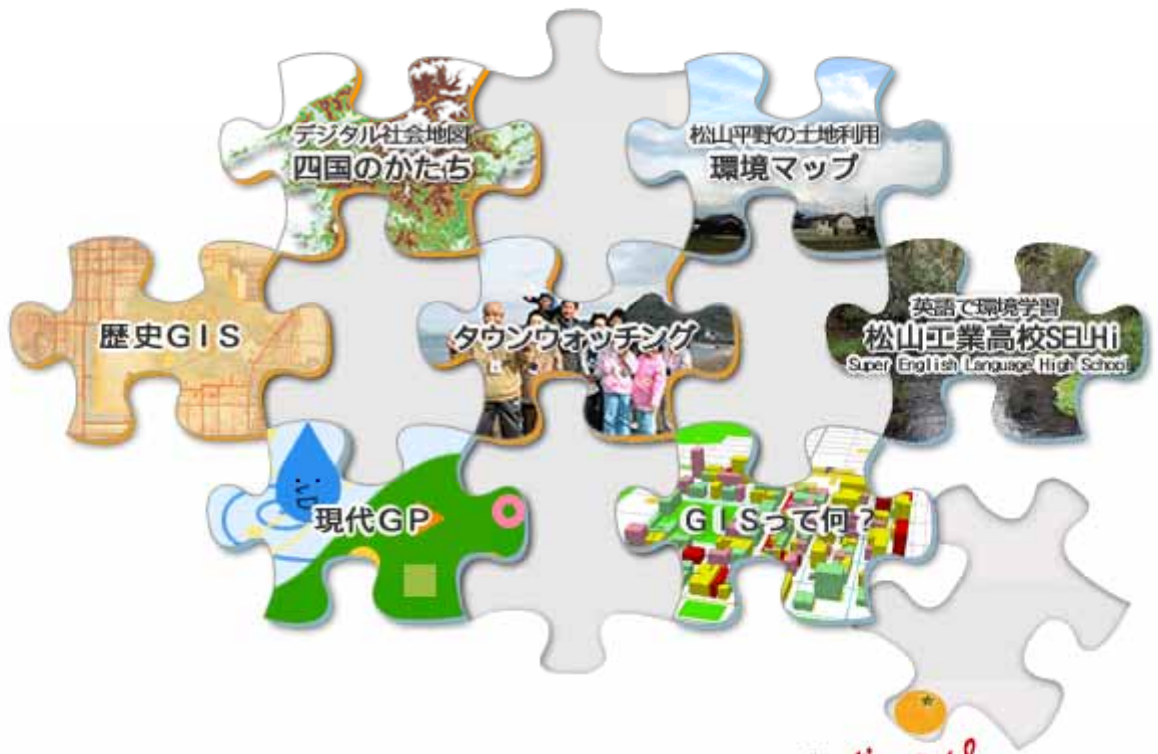 デジタル社会地図
四国のかたち
松山平野の土地利用
環境マップ
歴史GIS
タウンウォッチング
英語で環境学習
松山工業高校SELHi
Super English Language High School
現代GP
GISって何?